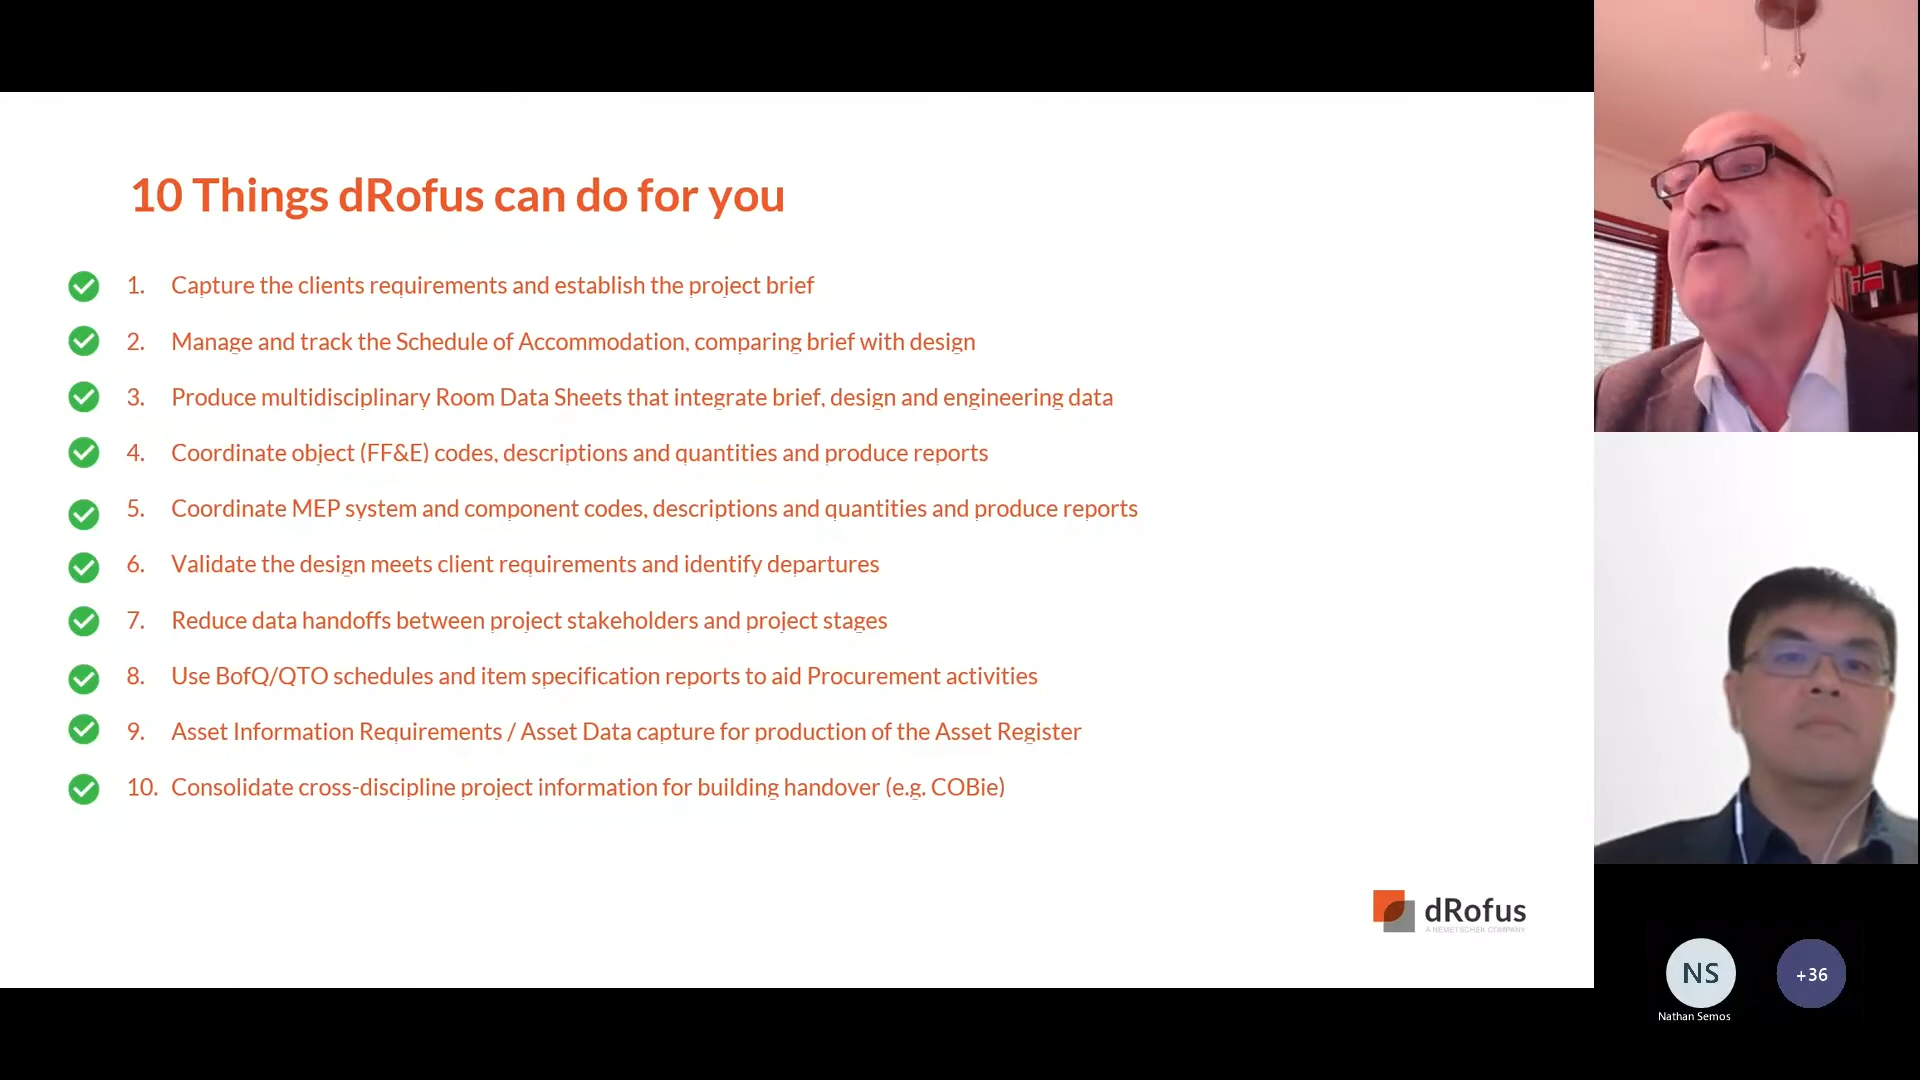 10 Things dRofus can do for you
1. Capture the clients requirements and establish the project brief
2. Manage and track the Schedule of Accommodation, comparing brief with design
3. Produce multidisciplinary Room Data Sheets that integrate brief, design and engineering data
4. Coordinate object (FF&E) codes, descriptions and quantities and produce reports
5. Coordinate MEP system and component codes, descriptions and quantities and produce reports
6. Validate the design meets client requirements and identify departures
7. Reduce data handoffs between project stakeholders and project stages
8. Use BofQ/QTO schedules and item specification reports to aid Procurement activities
9. Asset Information Requirements / Asset Data capture for production of the Asset Register
10. Consolidate cross-discipline project information for building handover (e.g. COBie)
dRofus
A NEMETSCHEK COMPANY
NS
+36
Nathan Semos